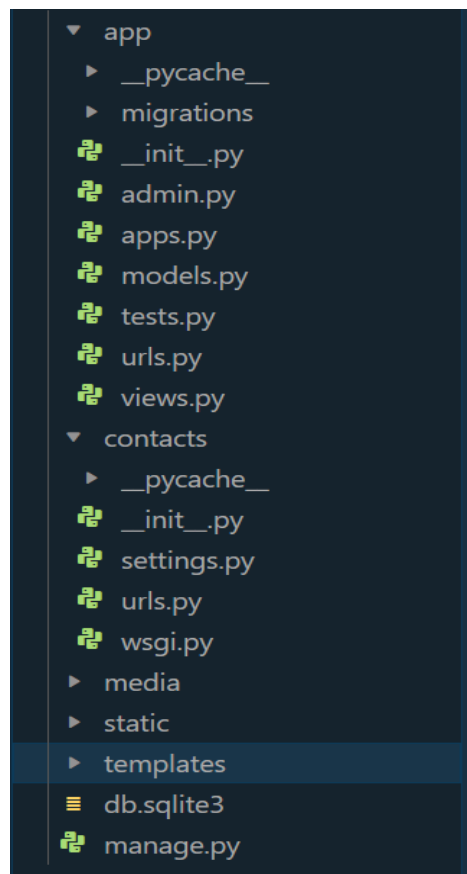 app
__pycache__
migrations
__init__.py
admin.py
apps.py
models.py
tests.py
urls.py
views.py
contacts
__pycache__
__init__.py
settings.py
urls.py
wsgi.py
media
static
templates
db.sqlite3
manage.py